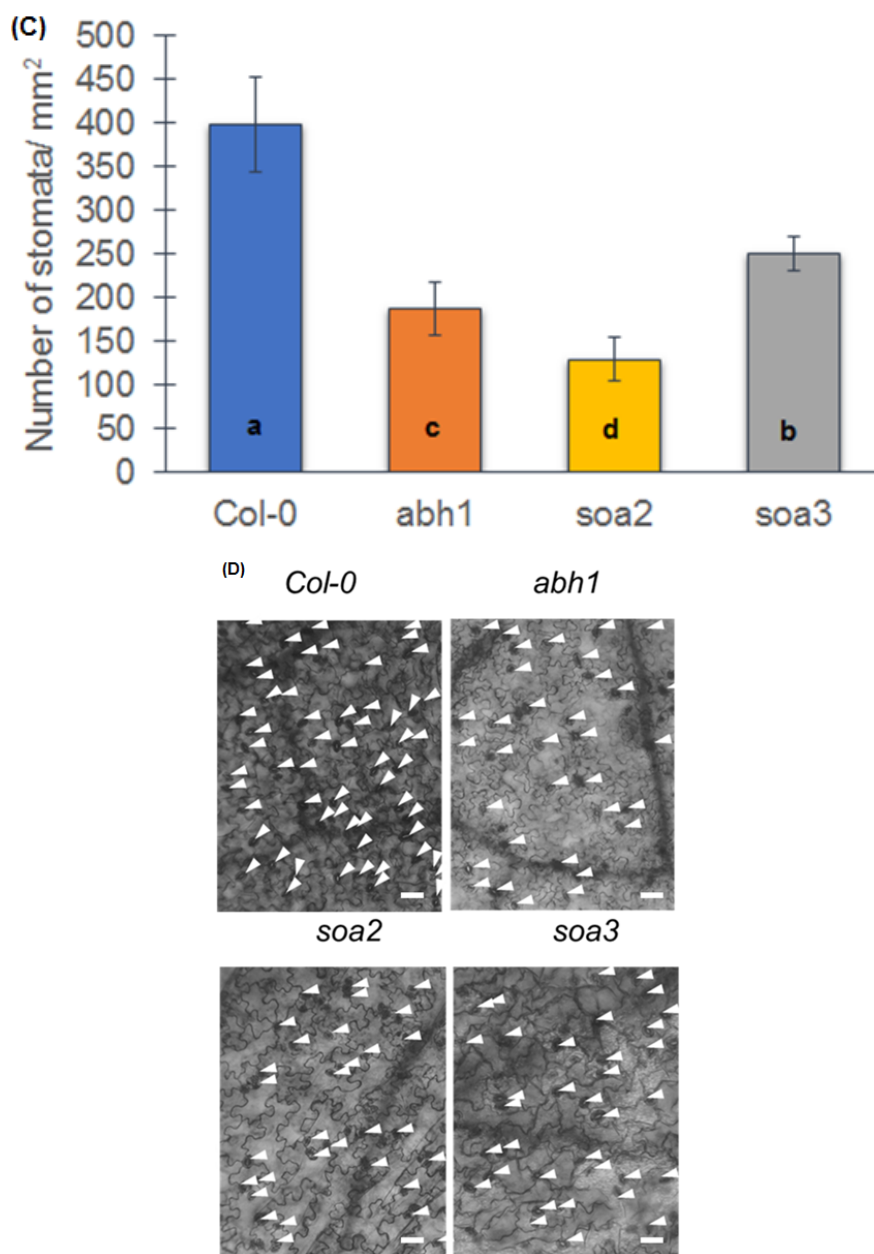 (C)
Number of stomata/ mm²
500
450
400
350
300
250
200
150
100
50
0
a
c
d
b
Col-0 abh1 soa2 soa3
(D)
Col-0 abh1
soa2 soa3